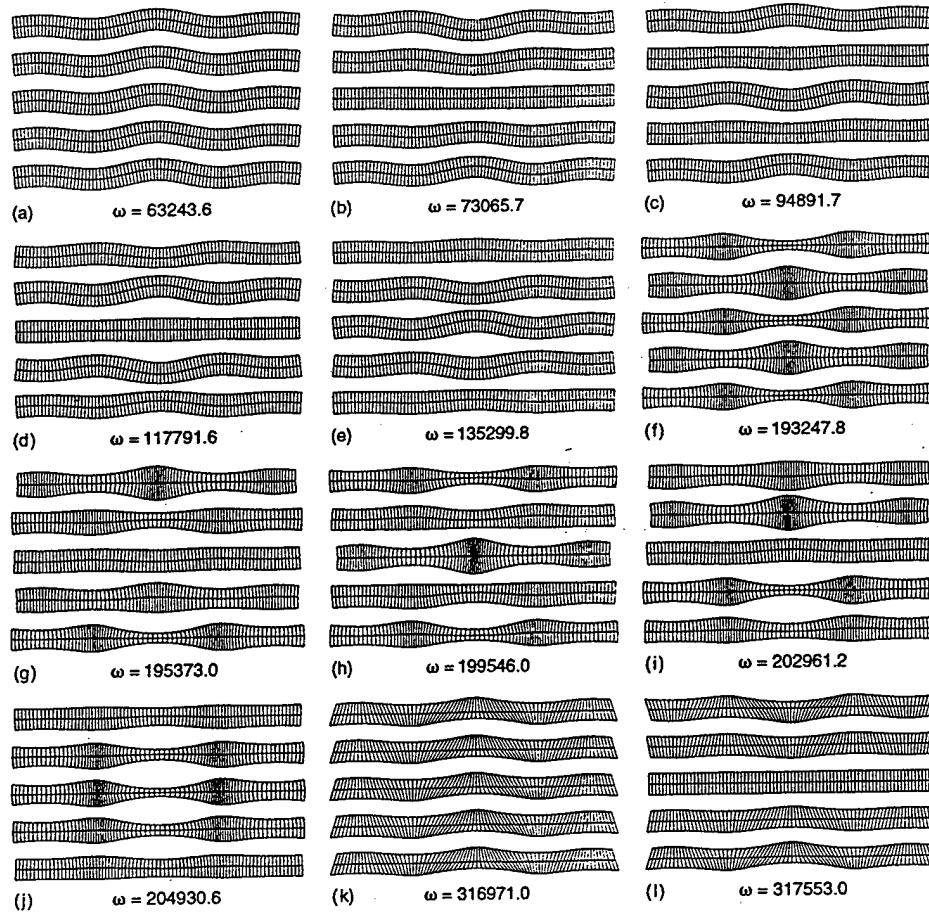 (a) ω = 63243.6
(b) ω = 73065.7
(c) ω = 94891.7
(d) ω = 117791.6
(e) ω = 135299.8
(f) ω = 193247.8
(g) ω = 195373.0
(h) ω = 199546.0
(i) ω = 202961.2
(j) ω = 204930.6
(k) ω = 316971.0
(l) ω = 317553.0